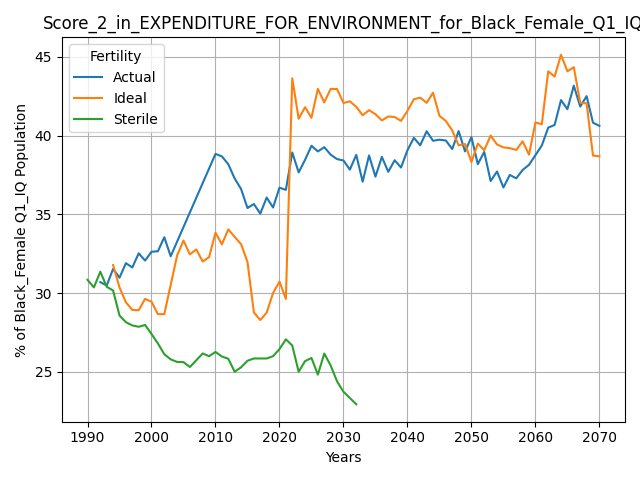 Score_2_in_EXPENDITURE_FOR_ENVIRONMENT_for_Black_Female_Q1_IQ
Fertility
Actual
Ideal
Sterile
% of Black_Female Q1_IQ Population
45
40
35
30
25
1990 2000 2010 2020 2030 2040 2050 2060 2070
Years